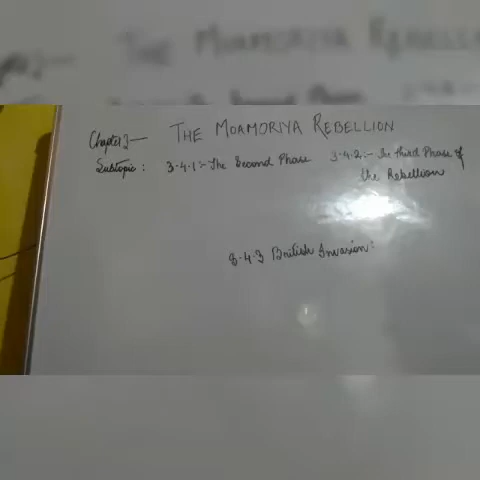 Chapter 3— THE MOAMORIYA REBELLION
Subtopic : 3.4.1:- The Second Phase 3.4.2:- The third Phase of
the Rebellion
3.4.3 British Invasion: